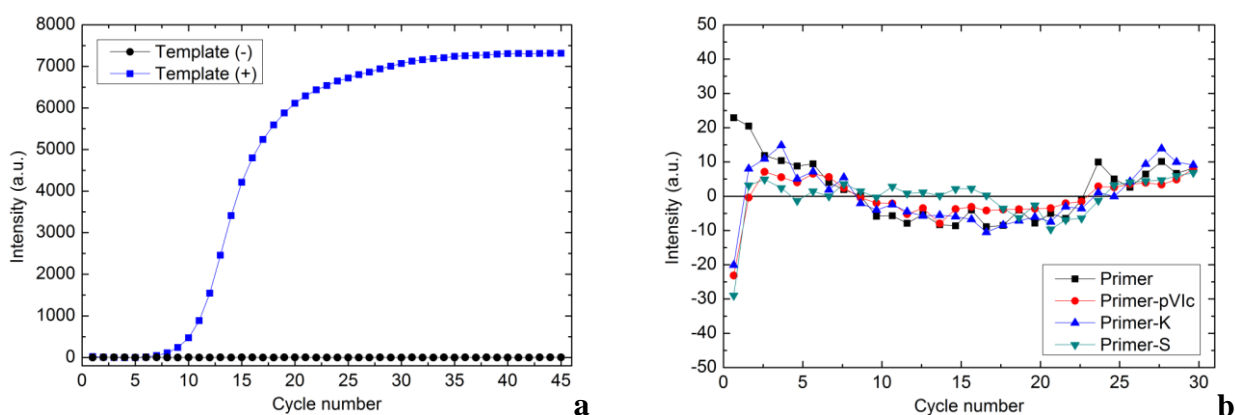 8000
7000
6000
5000
4000
3000
2000
1000
0
Intensity (a.u.)
Template (-)
Template (+)
0 5 10 15 20 25 30 35 40 45
Cycle number
a
50
40
30
20
10
0
-10
-20
-30
-40
-50
Intensity (a.u.)
Primer
Primer-pVIc
Primer-K
Primer-S
0 5 10 15 20 25 30
Cycle number
b